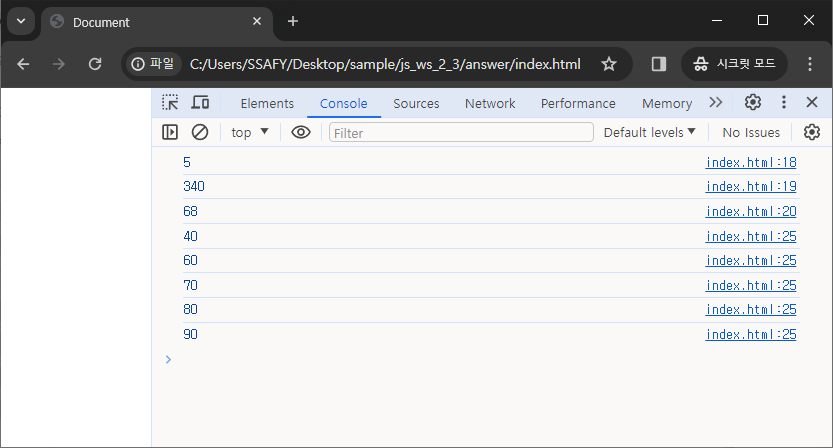 Document
파일 C:/Users/SSAFY/Desktop/sample/js_ws_2_3/answer/index.html 시크릿 모드
Elements Console Sources Network Performance Memory
top Filter Default levels No Issues
5 index.html:18
340 index.html:19
68 index.html:20
40 index.html:25
60 index.html:25
70 index.html:25
80 index.html:25
90 index.html:25